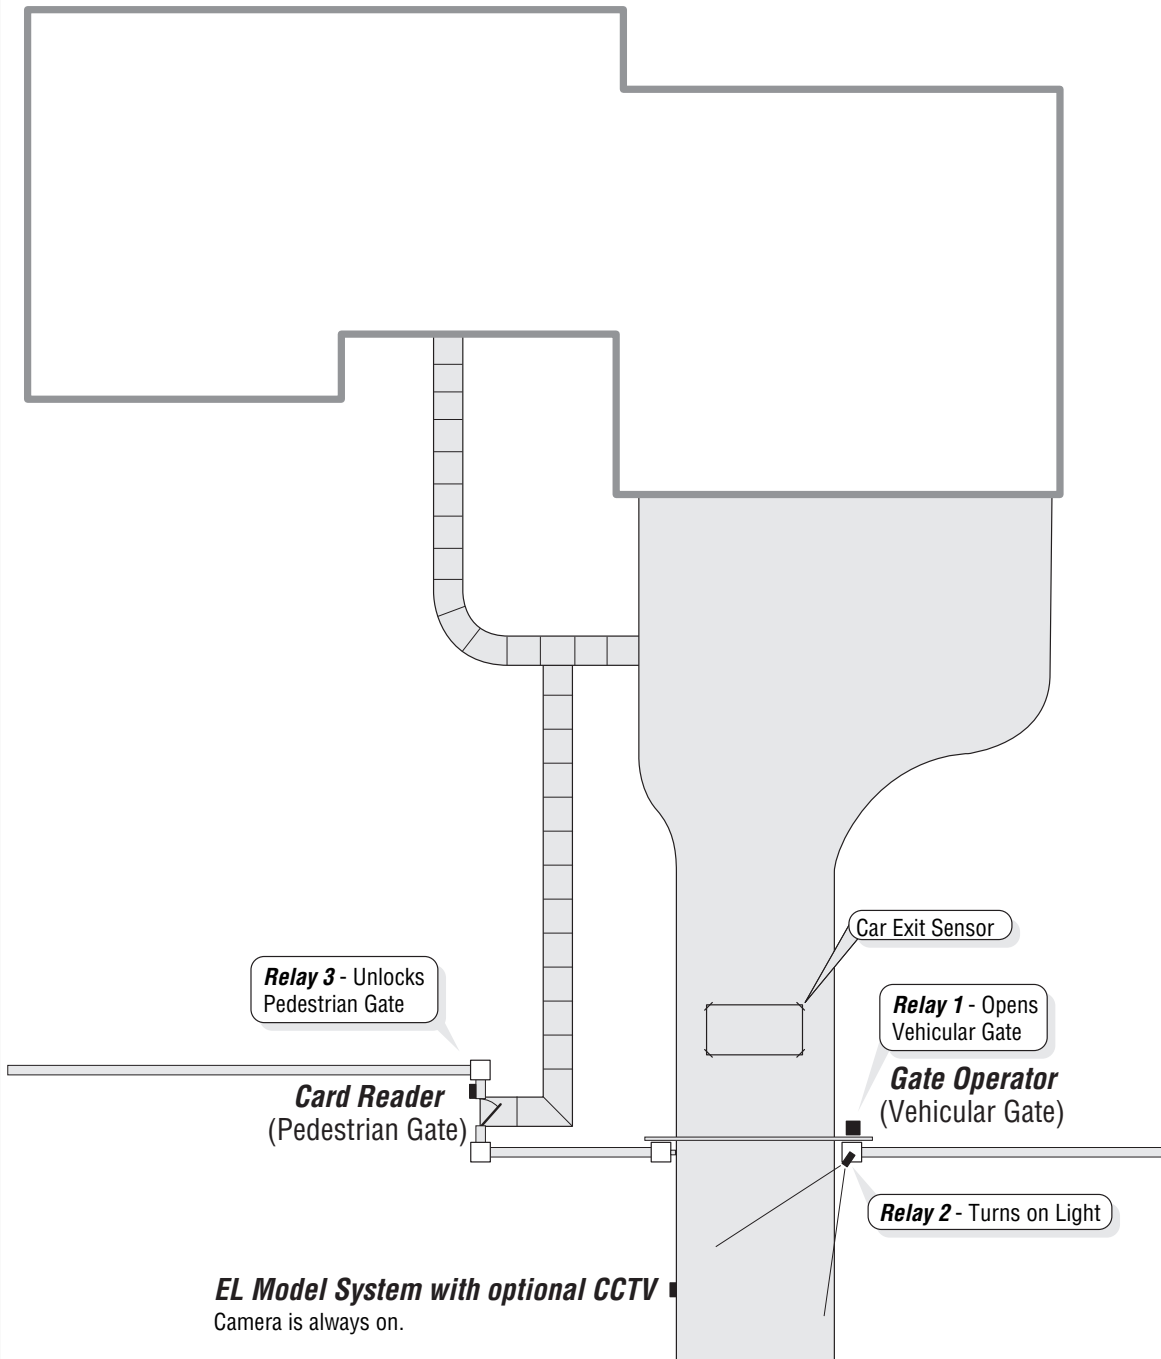 Car Exit Sensor
Relay 3 - Unlocks
Pedestrian Gate
Relay 1 - Opens
Vehicular Gate
Card Reader
(Pedestrian Gate)
Gate Operator
(Vehicular Gate)
Relay 2 - Turns on Light
EL Model System with optional CCTV
Camera is always on.